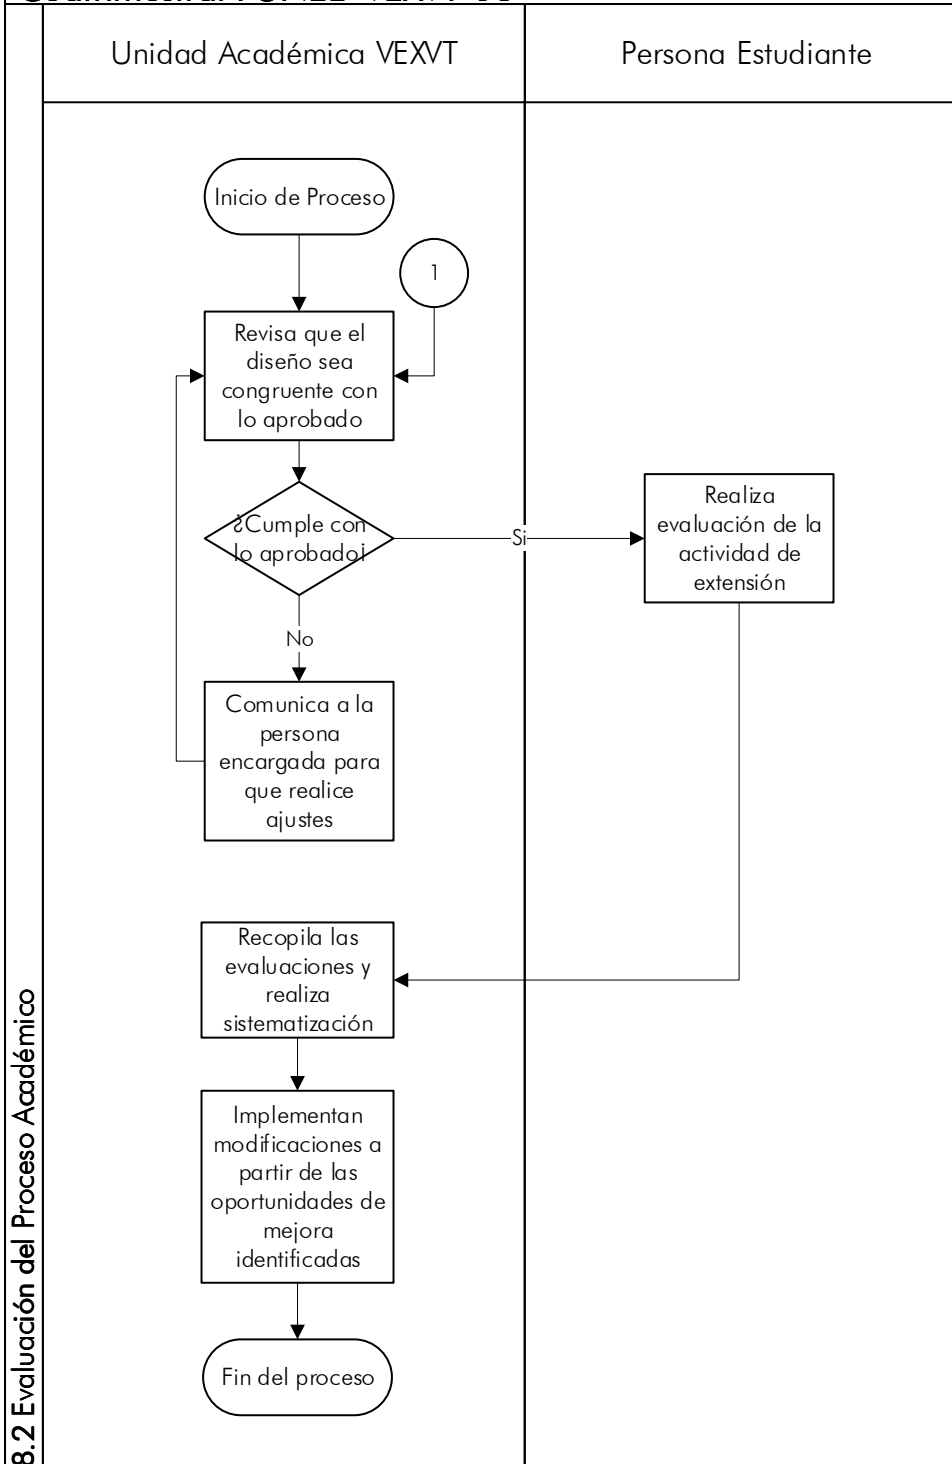 Unidad Académica VEXVT
Persona Estudiante
Inicio de Proceso
1
Revisa que el
diseño sea
congruente con
lo aprobado
¿Cumple con
lo aprobado¡
Si
Realiza
evaluación de la
actividad de
extensión
No
Comunica a la
persona
encargada para
que realice
ajustes
Recopila las
evaluaciones y
realiza
sistematización
Implementan
modificaciones a
partir de las
oportunidades de
mejora
identificadas
Fin del proceso
8.2 Evaluación del Proceso Académico